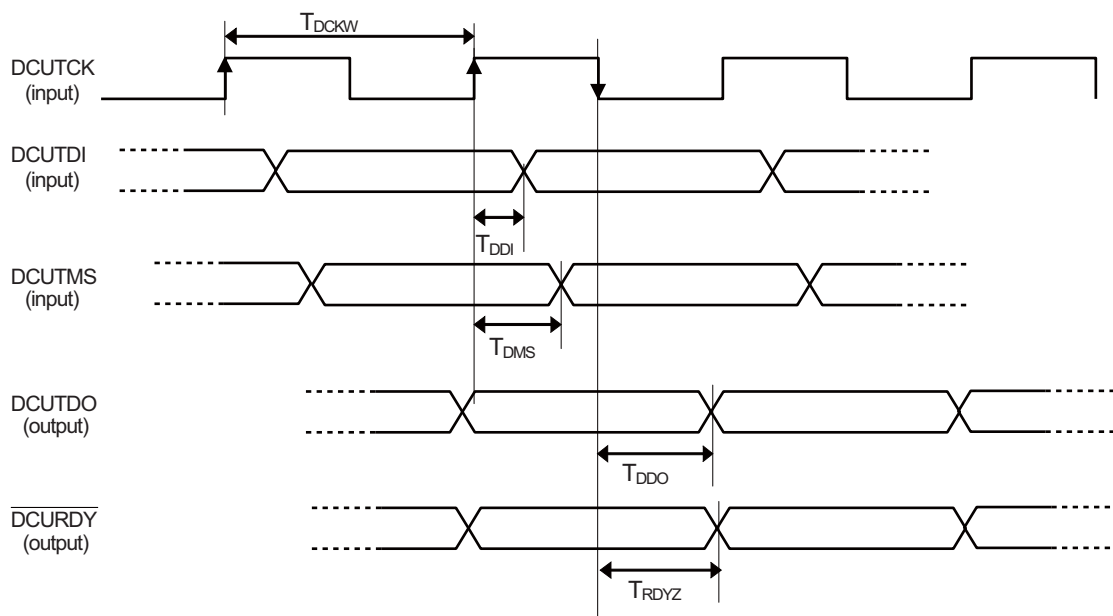 TDCKW
DCUTCK
(input)
DCUTDI
(input)
TDDI
DCUTMS
(input)
TDMS
DCUTDO
(output)
TDDO
DCURDY
(output)
TRDYZ